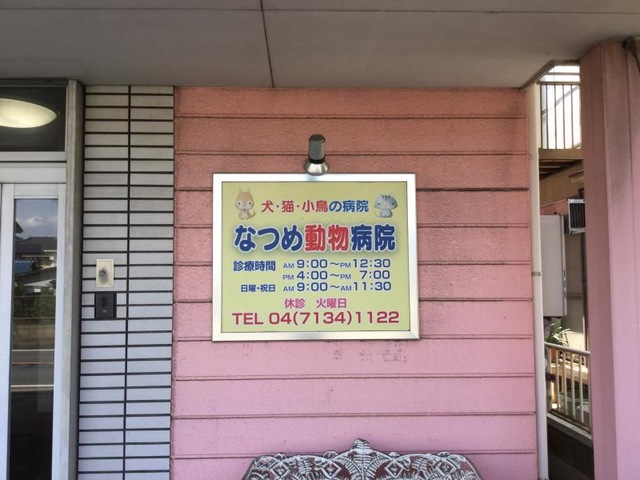 犬・猫・小鳥の病院
なつめ動物病院
診療時間 AM 9:00～PM 12:30
PM 4:00～PM 7:00
日曜・祝日 AM 9:00～AM 11:30
休診 火曜日
TEL 04(7134)1122